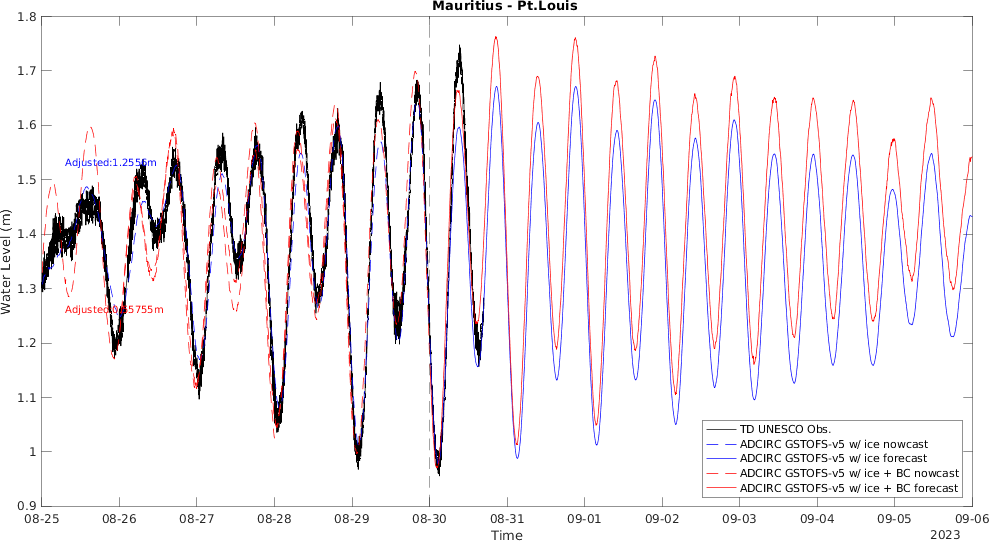 Mauritius - Pt.Louis
1.8
1.7
1.6
1.5
1.4
1.3
1.2
1.1
1
0.9
Water Level (m)
Adjusted:1.2555m
Adjusted:
55755m
TD UNESCO Obs.
ADCIRC GSTOFS-v5 w/ ice nowcast
ADCIRC GSTOFS-v5 w/ ice forecast
ADCIRC GSTOFS-v5 w/ ice + BC nowcast
ADCIRC GSTOFS-v5 w/ ice + BC forecast
08-25 08-26 08-27 08-28 08-29 08-30 08-31 09-01 09-02 09-03 09-04 09-05 09-06
Time
2023